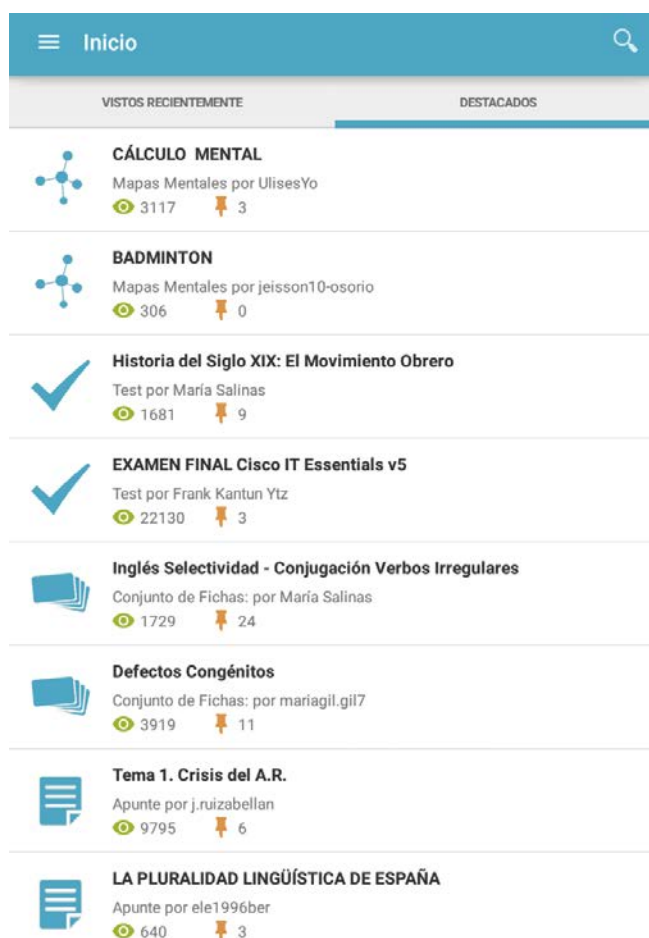 Inicio
VISTOS RECIENTEMENTE DESTACADOS
CÁLCULO MENTAL
Mapas Mentales por UlisesYo
3117 3
BADMINTON
Mapas Mentales por jeisson10-osorio
306 0
Historia del Siglo XIX: El Movimiento Obrero
Test por María Salinas
1681 9
EXAMEN FINAL Cisco IT Essentials v5
Test por Frank Kantun Ytz
22130 3
Inglés Selectividad - Conjugación Verbos Irregulares
Conjunto de Fichas: por María Salinas
1729 24
Defectos Congénitos
Conjunto de Fichas: por mariagil.gil7
3919 11
Tema 1. Crisis del A.R.
Apunte por j.ruizabellan
9795 6
LA PLURALIDAD LINGÜÍSTICA DE ESPAÑA
Apunte por ele1996ber
640 3